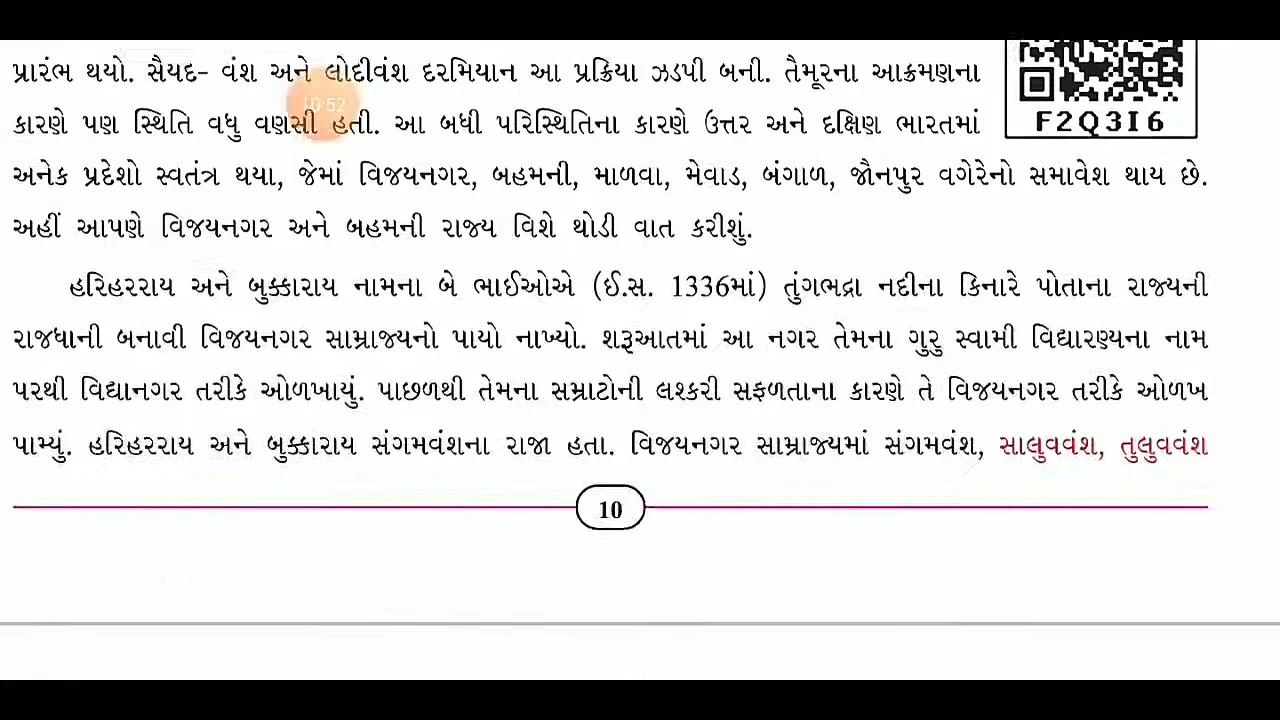 પ્રારંભ થયો. સૈયદ- વંશ અને લોદીવંશ દરમિયાન આ પ્રક્રિયા ઝડપી બની. તૈમૂરના આક્રમણના
10:52
કારણે પણ સ્થિતિ વધુ વણસી હતી. આ બધી પરિસ્થિતિના કારણે ઉત્તર અને દક્ષિણ ભારતમાં
F2Q3I6
અનેક પ્રદેશો સ્વતંત્ર થયા, જેમાં વિજયનગર, બહમની, માળવા, મેવાડ, બંગાળ, જૌનપુર વગેરેનો સમાવેશ થાય છે.
અહીં આપણે વિજયનગર અને બહમની રાજ્ય વિશે થોડી વાત કરીશું.
હરિહરરાય અને બુક્કારાય નામના બે ભાઈઓએ (ઈ.સ. 1336માં) તુંગભદ્રા નદીના કિનારે પોતાના રાજ્યની
રાજધાની બનાવી વિજયનગર સામ્રાજ્યનો પાયો નાખ્યો. શરૂઆતમાં આ નગર તેમના ગુરુ સ્વામી વિદ્યારણ્યના નામ
પરથી વિદ્યાનગર તરીકે ઓળખાયું. પાછળથી તેમના સમ્રાટોની લશ્કરી સફળતાના કારણે તે વિજયનગર તરીકે ઓળખ
પામ્યું. હરિહરરાય અને બુક્કારાય સંગમવંશના રાજા હતા. વિજયનગર સામ્રાજ્યમાં સંગમવંશ, સાલુવવંશ, તુલુવવંશ
10